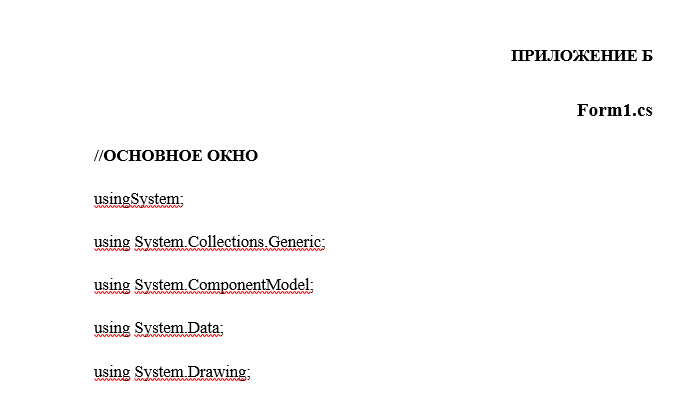 ПРИЛОЖЕНИЕ Б
Form1.cs
//ОСНОВНОЕ ОКНО
usingSystem;
using System.Collections.Generic;
using System.ComponentModel;
using System.Data;
using System.Drawing;